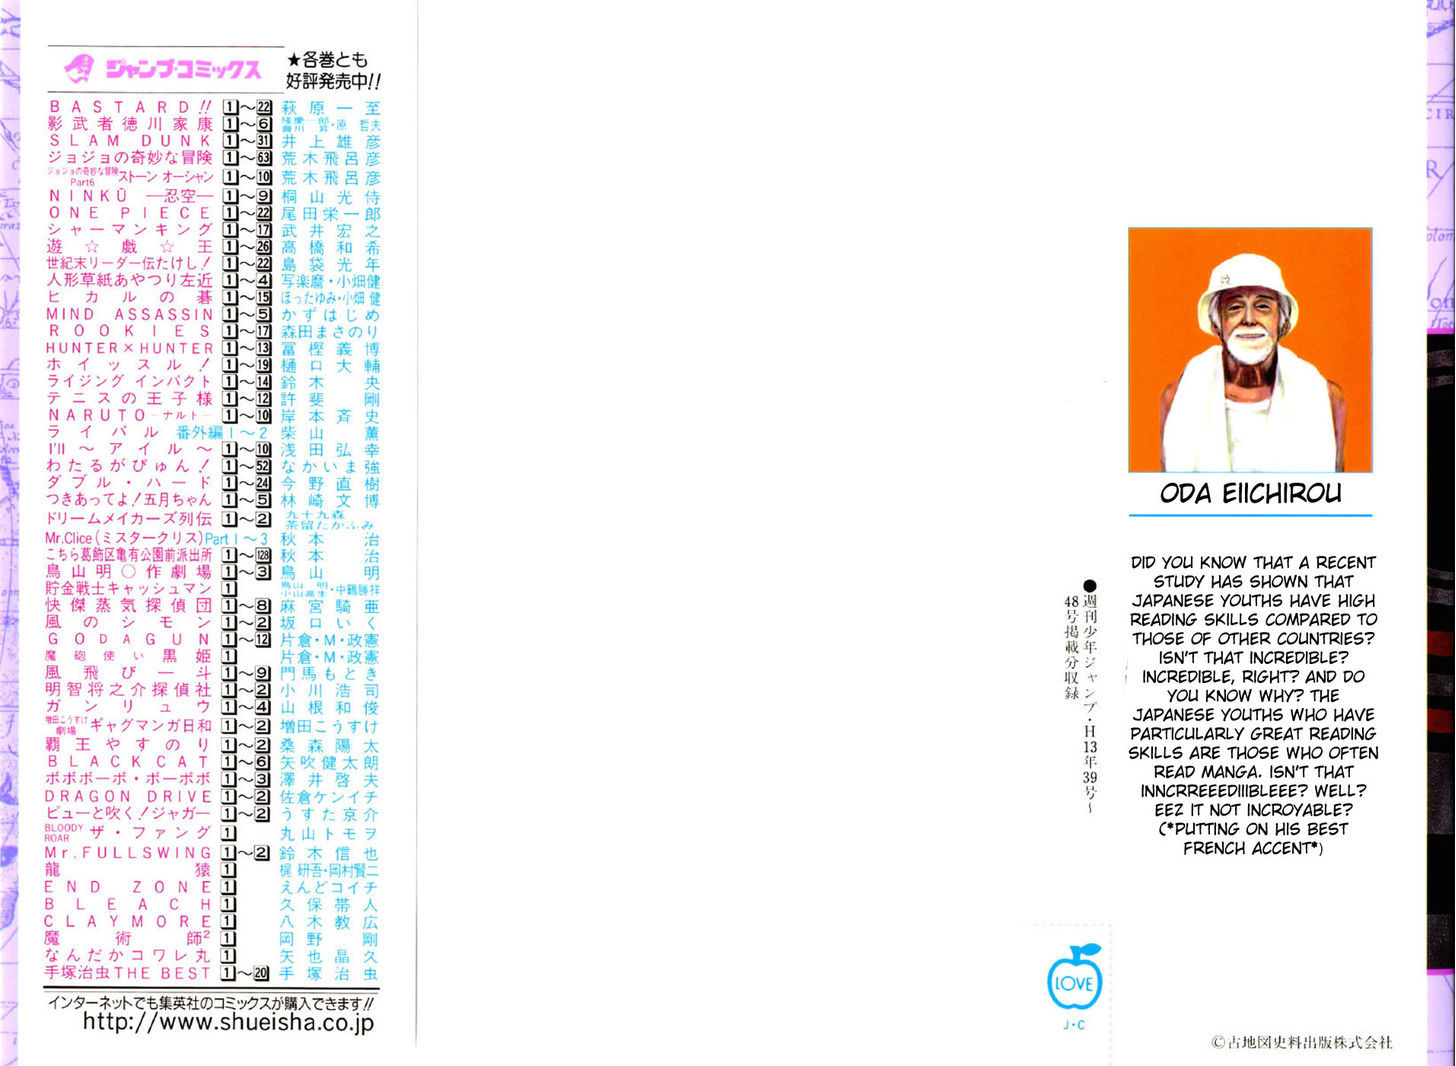 ジャンプ・コミックス
★各巻とも
好評発売中!!
BASTARD!! 1～22 萩原一至
影武者徳川家康 1～6 隆慶一郎・原 哲夫
SLAM DUNK 1～31 井上雄彦
ジョジョの奇妙な冒険 1～63 荒木飛呂彦
ジョジョの奇妙な冒険 Part6 ストーン オーシャン 1～10 荒木飛呂彦
NINKŪ ―忍空― 1～9 桐山光侍
ONE PIECE 1～22 尾田栄一郎
シャーマンキング 1～17 武井宏之
遊☆戯☆王 1～26 高橋和希
世紀末リーダー伝たけし! 1～22 島袋光年
人形草紙あやつり左近 1～4 写楽麿・小畑健
ヒカルの碁 1～15 ほったゆみ・小畑 健
MIND ASSASSIN 1～5 かずはじめ
ROOKIES 1～17 森田まさのり
HUNTER×HUNTER 1～13 冨樫義博
ホイッスル! 1～19 樋口大輔
ライジング インパクト 1～14 鈴木央
テニスの王子様 1～12 許斐剛
NARUTO―ナルト― 1～10 岸本斉史
ライバル 番外編1～2 柴山薫
I'll～アイル～ 1～10 浅田弘幸
わたるがぴゅん! 1～52 なかいま強
ダブル・ハード 1～24 今野直樹
つきあってよ!五月ちゃん 1～5 林崎文博
ドリームメイカーズ列伝 1～2 九十九森 茶留たかふみ
Mr.Clice(ミスタークリス)Part 1～3 秋本治
こちら葛飾区亀有公園前派出所 1～128 秋本治
鳥山明○作劇場 1～3 鳥山明
貯金戦士キャッシュマン 1 鳥山 明 小山高生・中鶴勝祥
快傑蒸気探偵団 1～8 麻宮騎亜
風のシモン 1～2 坂口いく
GODAGUN 1～12 片倉・M・政憲
魔砲使い黒姫 1 片倉・M・政憲
風飛び一斗 1～9 門馬もとき
明智将之介探偵社 1～2 小川浩司
ガンリュウ 1～4 山根和俊
増田こうすけ劇場 ギャグマンガ日和 1～2 増田こうすけ
覇王やすのり 1～2 桑森陽太
BLACK CAT 1～6 矢吹健太朗
ボボボーボ・ボーボボ 1～3 澤井啓夫
DRAGON DRIVE 1～2 佐倉ケンイチ
ピューと吹く!ジャガー 1～2 うすた京介
BLOODY ROAR ザ・ファング 1 丸山トモヲ
Mr.FULLSWING 1～2 鈴木信也
龍猿 1 梶 研吾・岡村賢二
END ZONE 1 えんどコイチ
BLEACH 1 久保帯人
CLAYMORE 1 八木教広
魔術師² 1 岡野剛
なんだかコワレ丸 1 矢也晶久
手塚治虫THE BEST 1～20 手塚治虫
インターネットでも集英社のコミックスが購入できます!!
http://www.shueisha.co.jp
●週刊少年ジャンプ・H13年39号～
48号掲載分収録
LOVE
J・C
ODA EIICHIROU
DID YOU KNOW THAT A RECENT
STUDY HAS SHOWN THAT
JAPANESE YOUTHS HAVE HIGH
READING SKILLS COMPARED TO
THOSE OF OTHER COUNTRIES?
ISN'T THAT INCREDIBLE?
INCREDIBLE, RIGHT? AND DO
YOU KNOW WHY? THE
JAPANESE YOUTHS WHO HAVE
PARTICULARLY GREAT READING
SKILLS ARE THOSE WHO OFTEN
READ MANGA. ISN'T THAT
INNCRREEEDIIIBLEEE? WELL?
EEZ IT NOT INCROYABLE?
(*PUTTING ON HIS BEST
FRENCH ACCENT*)
©古地図史料出版株式会社